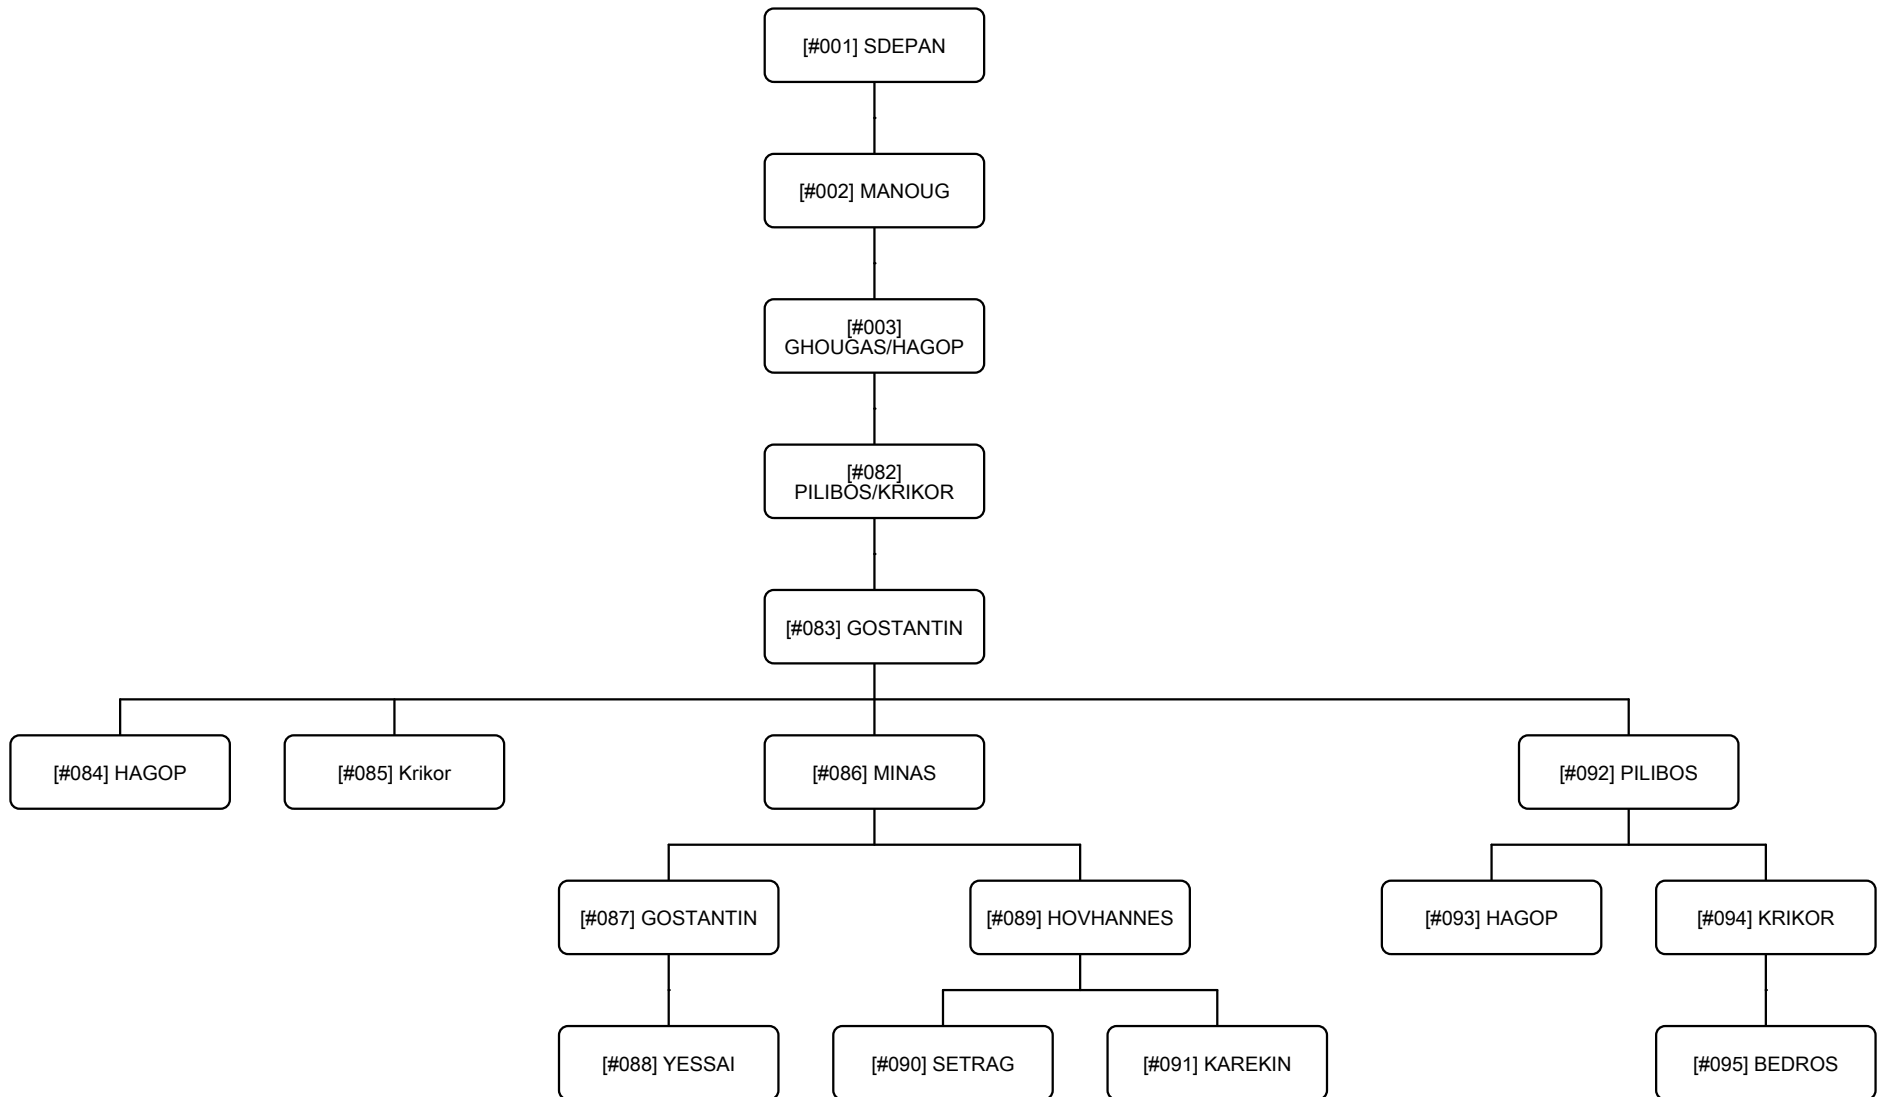 [#001] SDEPAN
[#002] MANOUG
[#003]
GHOUGAS/HAGOP
[#082]
PILIBOS/KRIKOR
[#083] GOSTANTIN
[#084] HAGOP
[#085] Krikor
[#086] MINAS
[#092] PILIBOS
[#087] GOSTANTIN
[#089] HOVHANNES
[#093] HAGOP
[#094] KRIKOR
[#088] YESSAI
[#090] SETRAG
[#091] KAREKIN
[#095] BEDROS